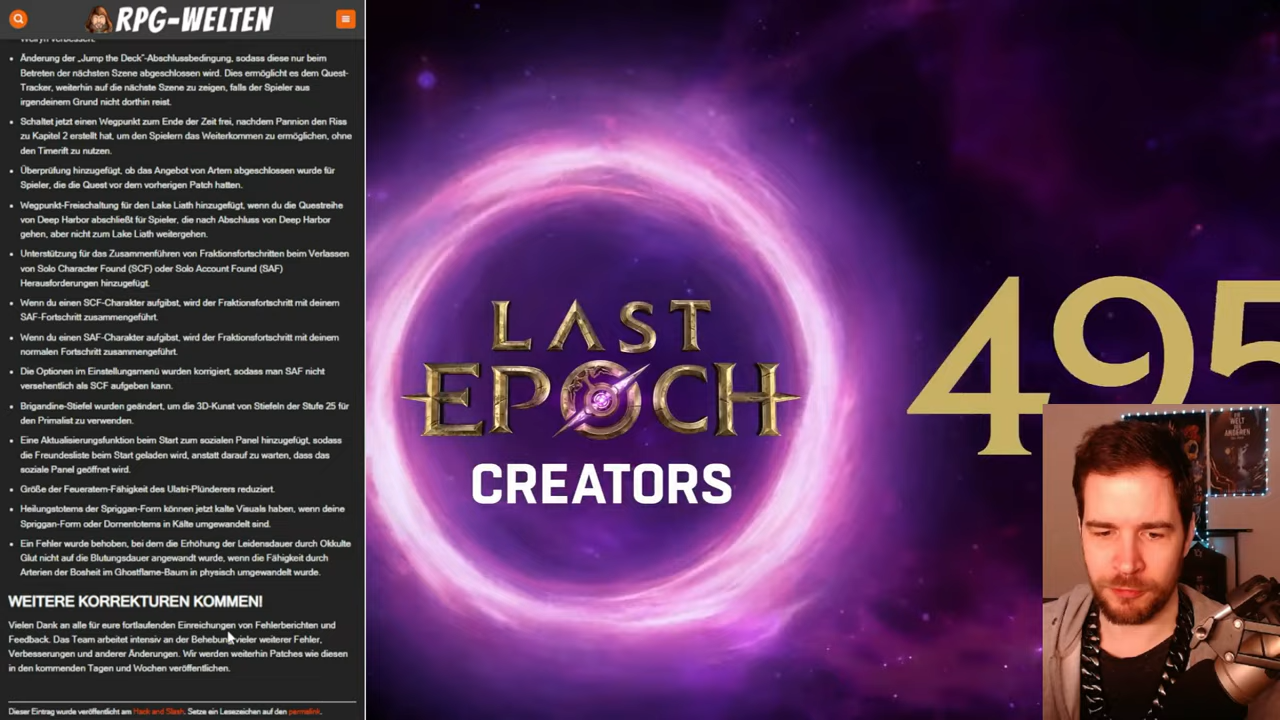 RPG-WELTEN
• Änderung der „Jump the Deck"-Abschlussbedingung, sodass diese nur beim
Betreten der nächsten Szene abgeschlossen wird. Dies ermöglicht es dem Quest-
Tracker, weiterhin auf die nächste Szene zu zeigen, falls der Spieler aus
irgendeinem Grund nicht dorthin reist.
• Schaltet jetzt einen Wegpunkt zum Ende der Zeit frei, nachdem Pannion den Riss
zu Kapitel 2 erstellt hat, um den Spielern das Weiterkommen zu ermöglichen, ohne
den Timerift zu nutzen.
• Überprüfung hinzugefügt, ob das Angebot von Artem abgeschlossen wurde für
Spieler, die die Quest vor dem vorherigen Patch hatten.
• Wegpunkt-Freischaltung für den Lake Liath hinzugefügt, wenn du die Questreihe
von Deep Harbor abschließt für Spieler, die nach Abschluss von Deep Harbor
gehen, aber nicht zum Lake Liath weitergehen.
• Unterstützung für das Zusammenführen von Fraktionsfortschritten beim Verlassen
von Solo Character Found (SCF) oder Solo Account Found (SAF)
Herausforderungen hinzugefügt.
• Wenn du einen SCF-Charakter aufgibst, wird der Fraktionsfortschritt mit deinem
SAF-Fortschritt zusammengeführt.
• Wenn du einen SAF-Charakter aufgibst, wird der Fraktionsfortschritt mit deinem
normalen Fortschritt zusammengeführt.
• Die Optionen im Einstellungsmenü wurden korrigiert, sodass man SAF nicht
versehentlich als SCF aufgeben kann.
• Brigandine-Stiefel wurden geändert, um die 3D-Kunst von Stiefeln der Stufe 25 für
den Primalist zu verwenden.
• Eine Aktualisierungsfunktion beim Start zum sozialen Panel hinzugefügt, sodass
die Freundesliste beim Start geladen wird, anstatt darauf zu warten, dass das
soziale Panel geöffnet wird.
• Größe der Feueratem-Fähigkeit des Ulatri-Plünderers reduziert.
• Heilungstotems der Spriggan-Form können jetzt kalte Visuals haben, wenn deine
Spriggan-Form oder Dornentotems in Kälte umgewandelt sind.
• Ein Fehler wurde behoben, bei dem die Erhöhung der Leidensdauer durch Okkulte
Glut nicht auf die Blutungsdauer angewandt wurde, wenn die Fähigkeit durch
Arterien der Bosheit im Ghostflame-Baum in physisch umgewandelt wurde.
WEITERE KORREKTUREN KOMMEN!
Vielen Dank an alle für eure fortlaufenden Einreichungen von Fehlerberichten und
Feedback. Das Team arbeitet intensiv an der Behebung vieler weiterer Fehler,
Verbesserungen und anderer Änderungen. Wir werden weiterhin Patches wie diesen
in den kommenden Tagen und Wochen veröffentlichen.
Dieser Eintrag wurde veröffentlicht am Hack and Slash. Setze ein Lesezeichen auf den permalink.
LAST
EPOCH
CREATORS
495